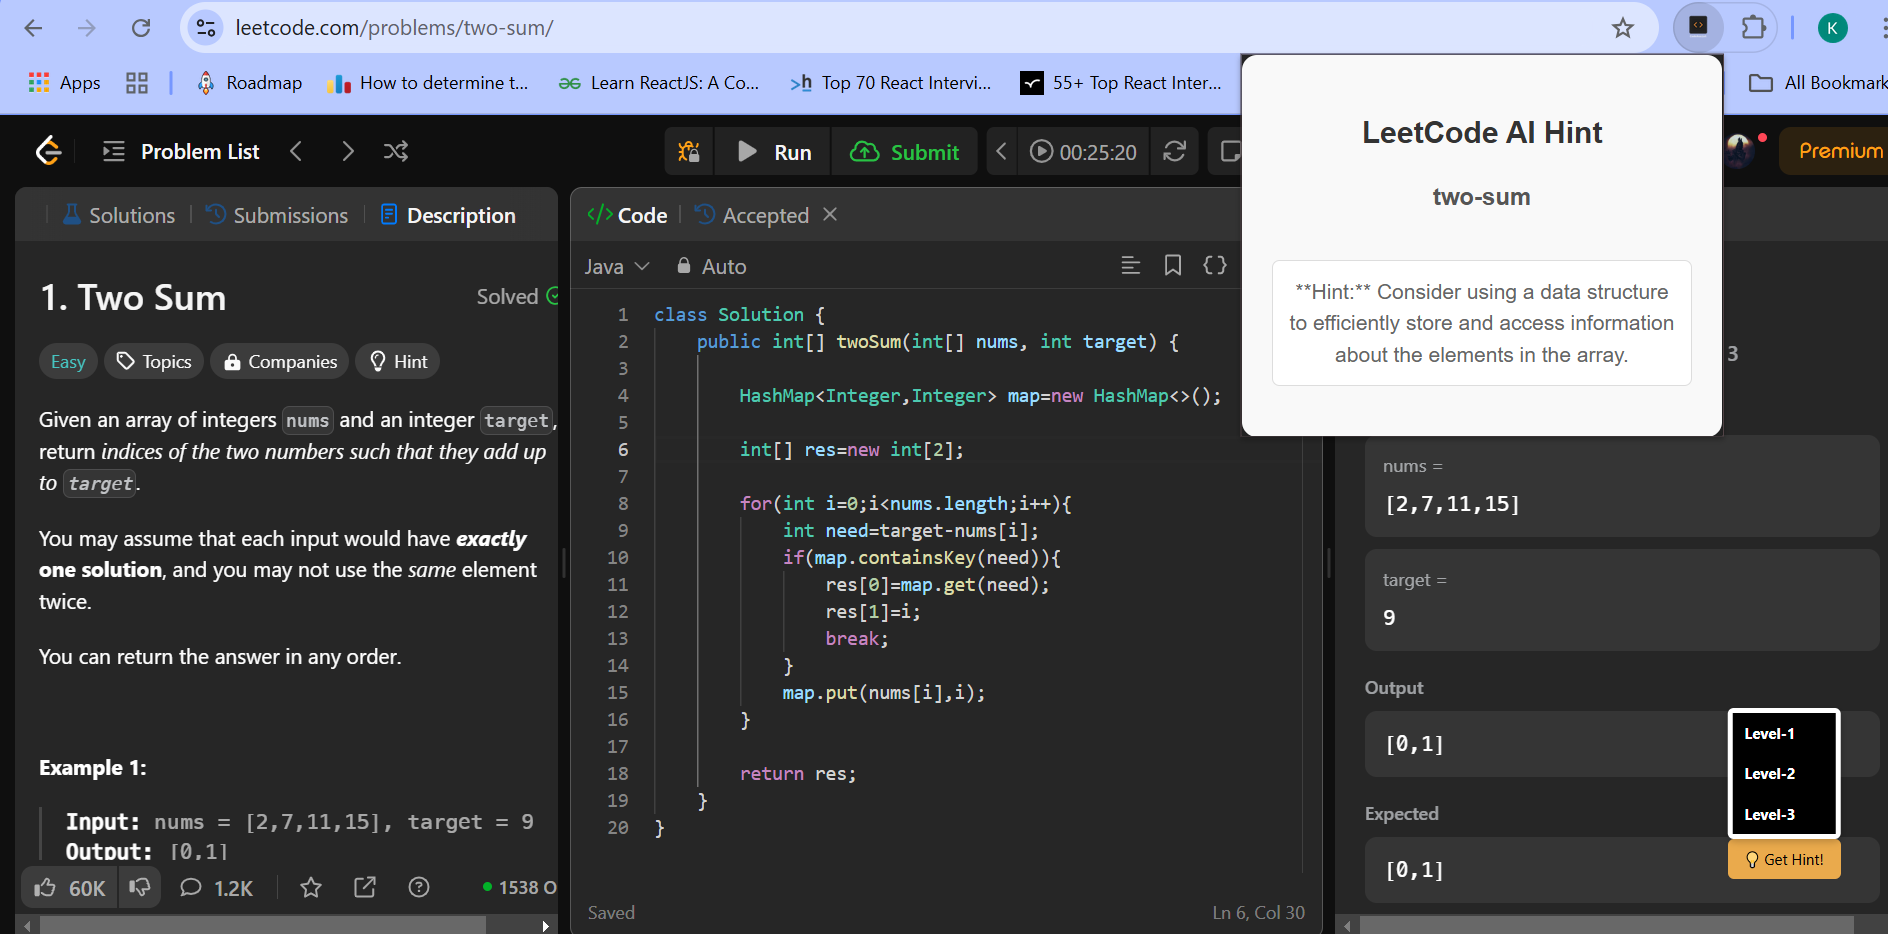 leetcode.com/problems/two-sum/
K
Apps
Roadmap
How to determine t...
Learn ReactJS: A Co...
Top 70 React Intervi...
55+ Top React Inter...
All Bookmark
Problem List
Run
Submit
00:25:20
Premium
Solutions
Submissions
Description
1. Two Sum
Solved
Easy
Topics
Companies
Hint
Given an array of integers nums and an integer target,
return indices of the two numbers such that they add up
to target.
You may assume that each input would have exactly
one solution, and you may not use the same element
twice.
You can return the answer in any order.
Example 1:
Input: nums = [2,7,11,15], target = 9
Output: [0,1]
60K
1.2K
1538 O
</> Code
Accepted
Java
Auto
1 class Solution {
2 public int[] twoSum(int[] nums, int target) {
3
4 HashMap<Integer,Integer> map=new HashMap<>();
5
6 int[] res=new int[2];
7
8 for(int i=0;i<nums.length;i++){
9 int need=target-nums[i];
10 if(map.containsKey(need)){
11 res[0]=map.get(need);
12 res[1]=i;
13 break;
14 }
15 map.put(nums[i],i);
16 }
17
18 return res;
19 }
20 }
Saved
Ln 6, Col 30
LeetCode AI Hint
two-sum
**Hint:** Consider using a data structure
to efficiently store and access information
about the elements in the array.
3
nums =
[2,7,11,15]
target =
9
Output
[0,1]
Expected
[0,1]
Level-1
Level-2
Level-3
Get Hint!